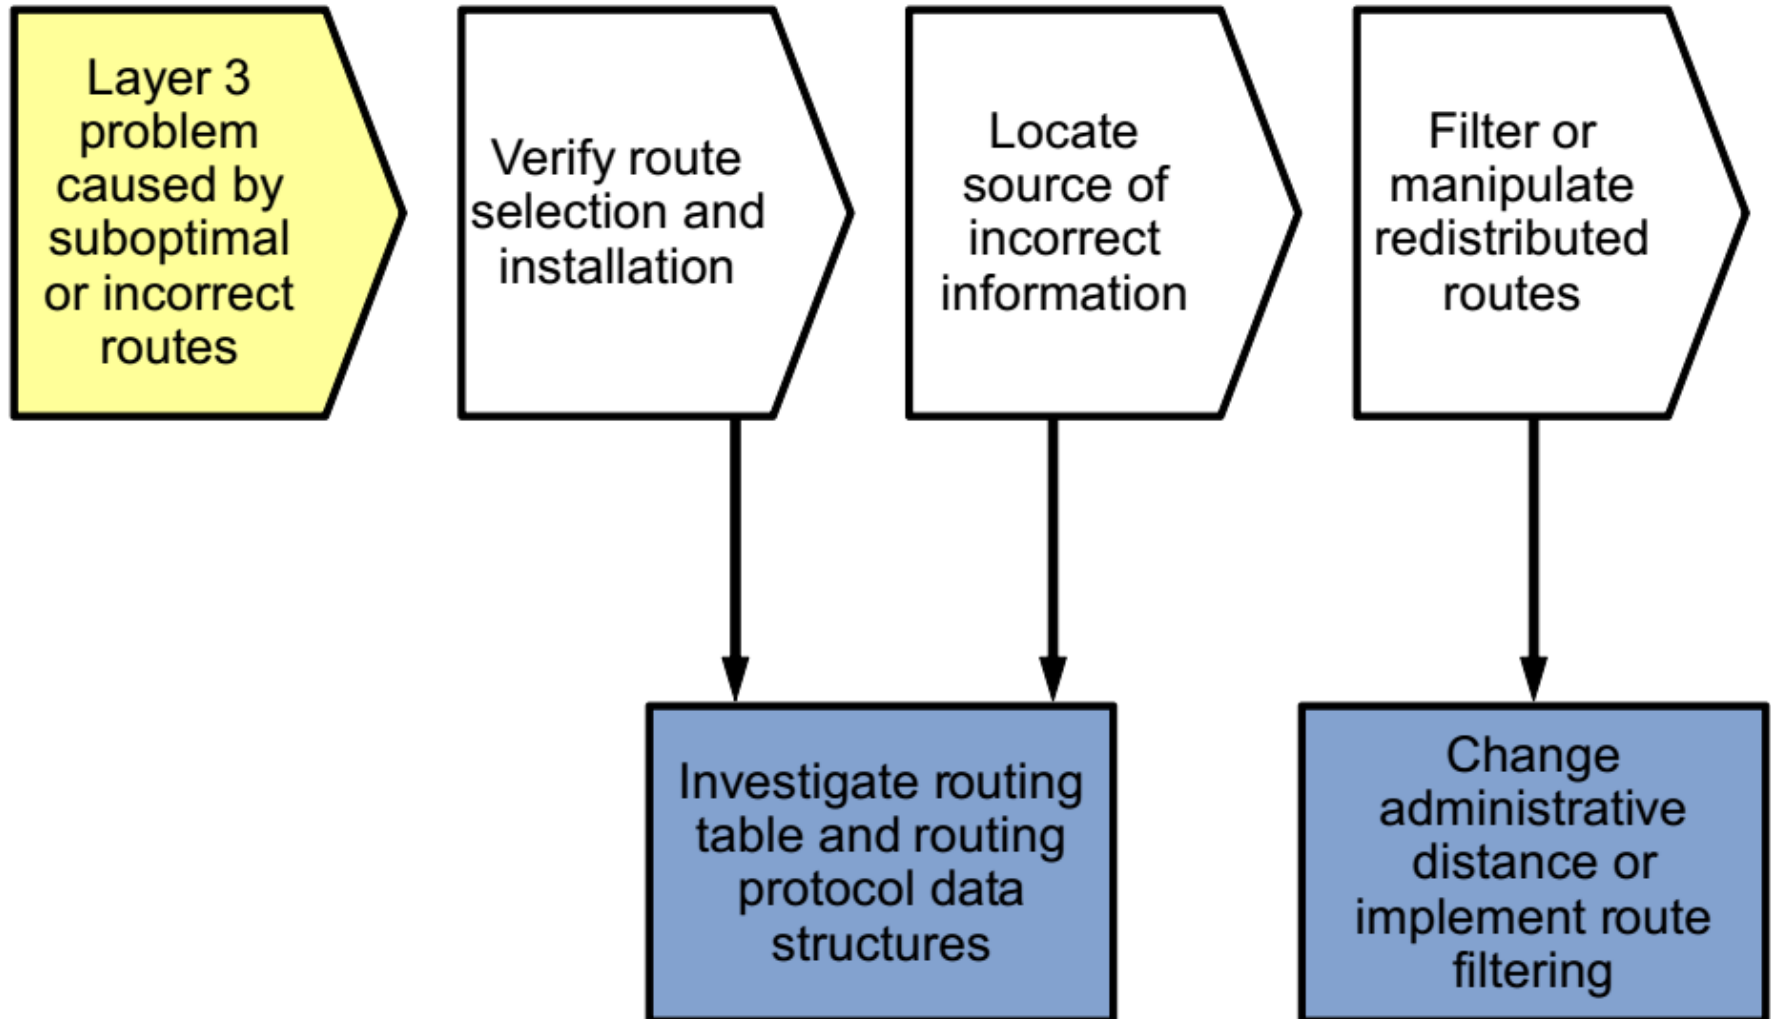 Layer 3
problem
caused by
suboptimal
or incorrect
routes
Verify route
selection and
installation
Locate
source of
incorrect
information
Filter or
manipulate
redistributed
routes
Investigate routing
table and routing
protocol data
structures
Change
administrative
distance or
implement route
filtering